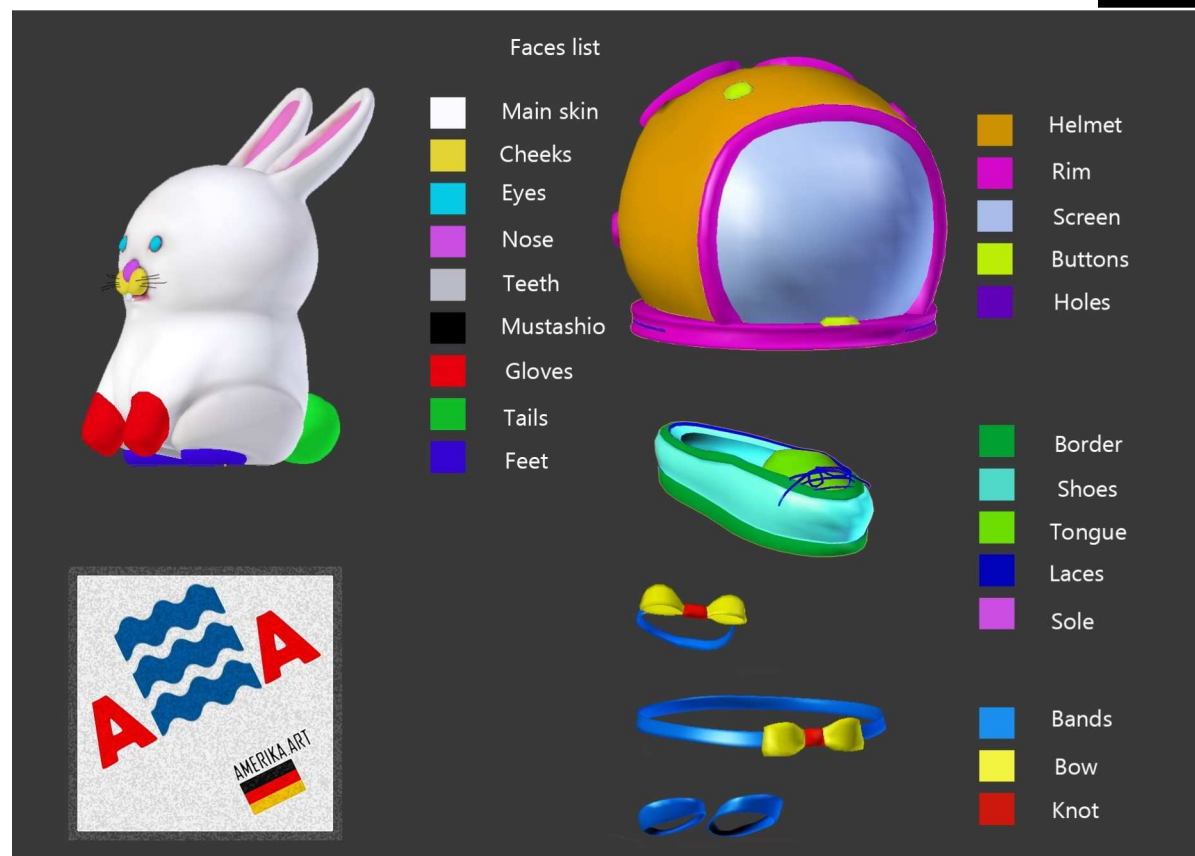 Faces list
Main skin
Cheeks
Eyes
Nose
Teeth
Mustashio
Gloves
Tails
Feet
Helmet
Rim
Screen
Buttons
Holes
Border
Shoes
Tongue
Laces
Sole
Bands
Bow
Knot
A
A
AMERIKA.ART